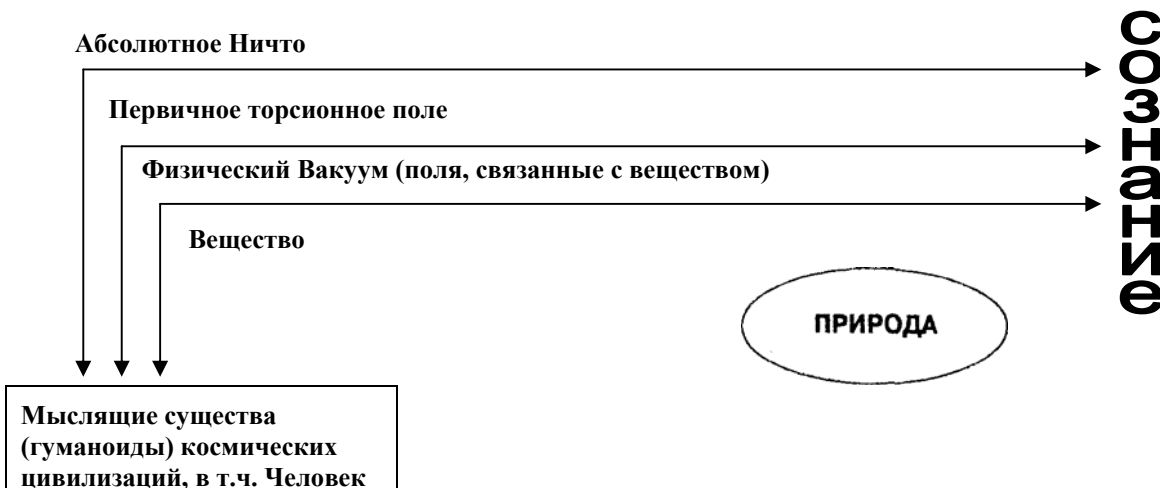 Абсолютное Ничто
Первичное торсионное поле
Физический Вакуум (поля, связанные с веществом)
Вещество
Сознание
ПРИРОДА
Мыслящие существа
(гуманоиды) космических
цивилизаций, в т.ч. Человек